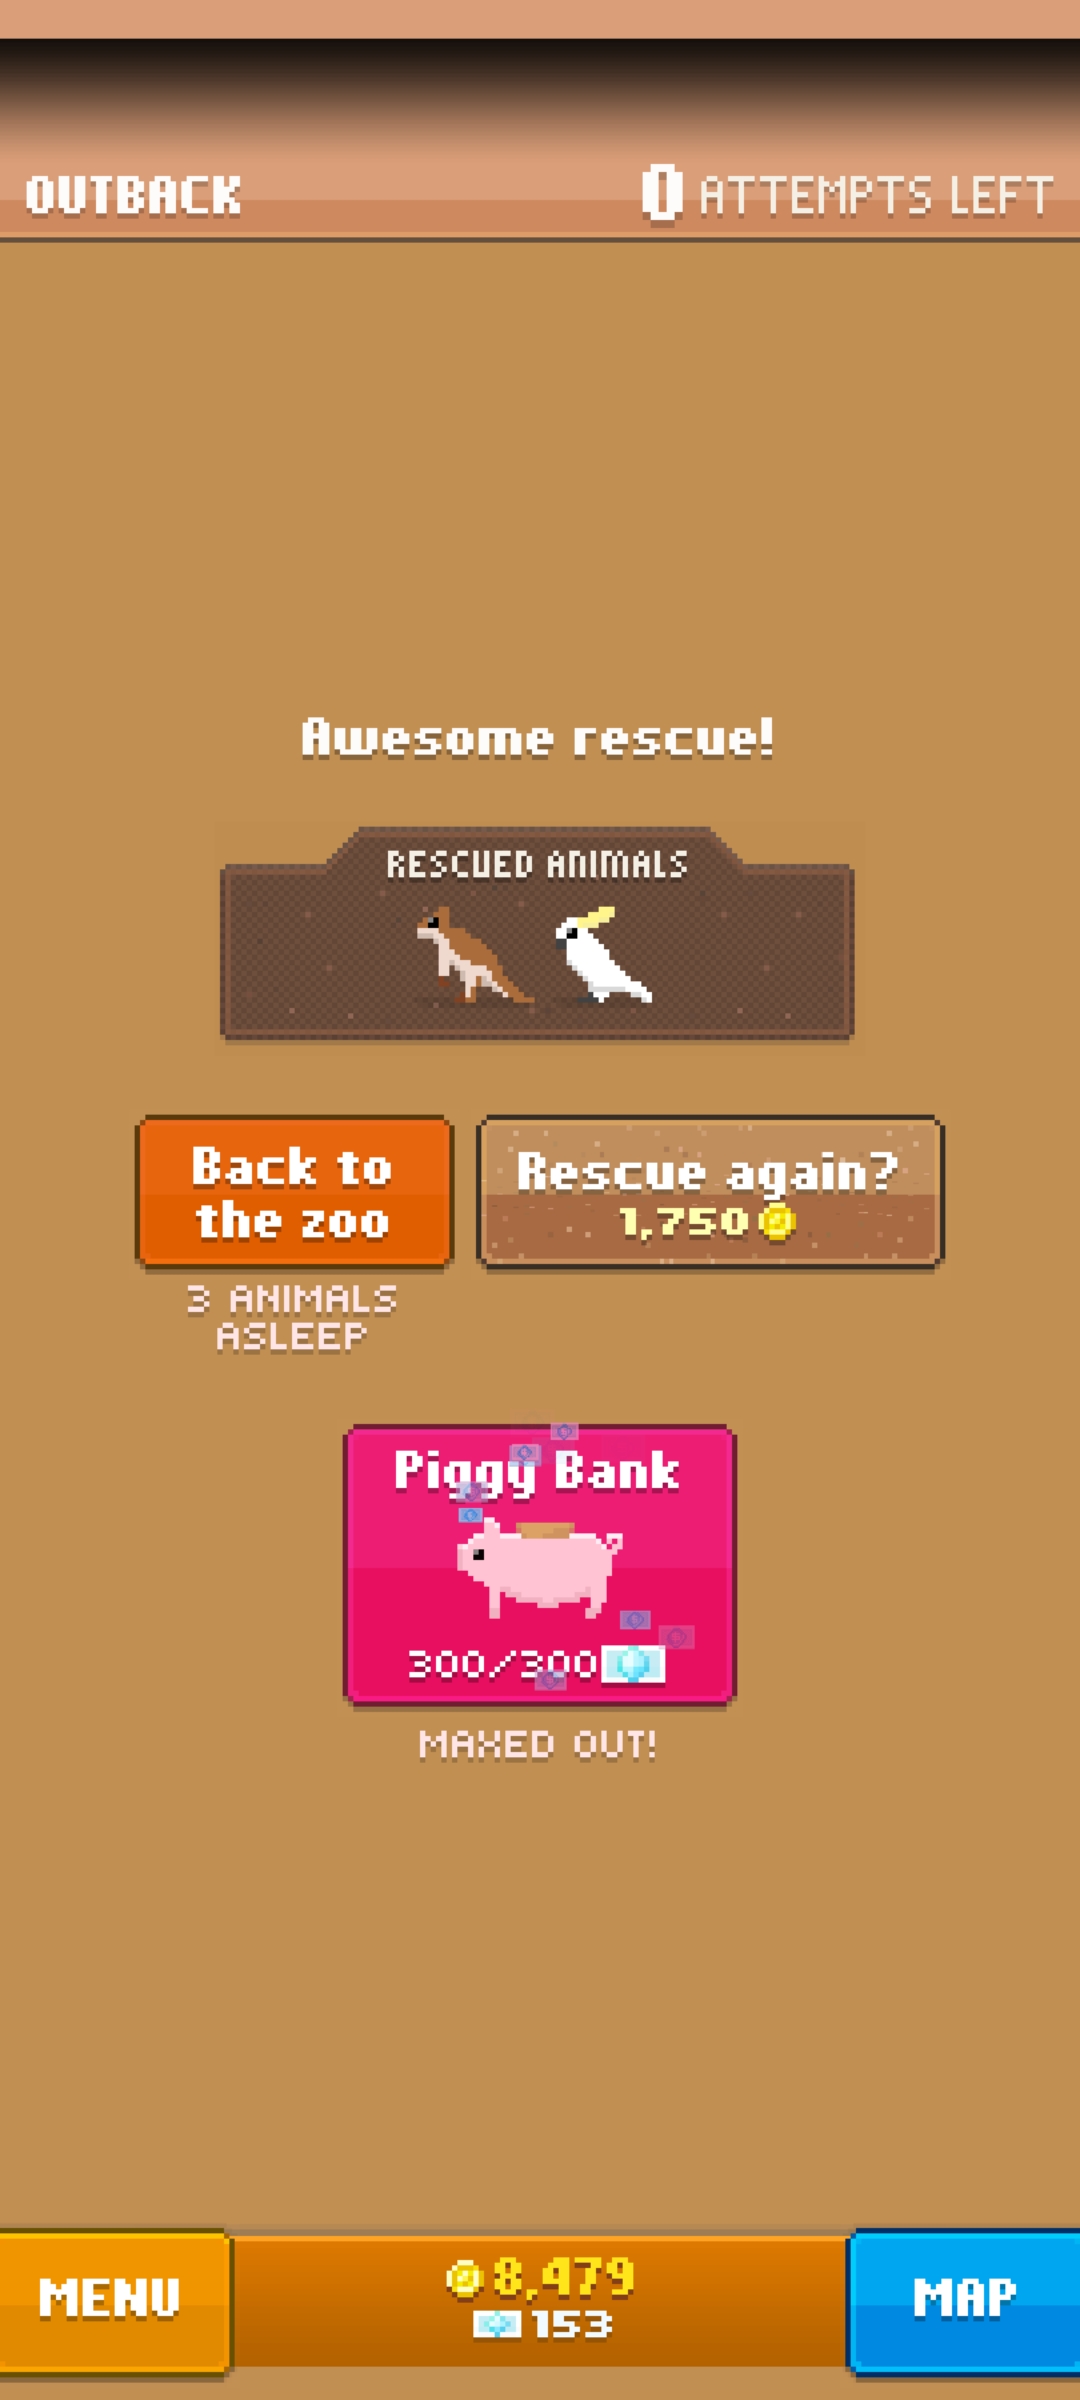 OUTBACK
0 ATTEMPTS LEFT
Awesome rescue!
RESCUED ANIMALS
Back to
the zoo
Rescue again?
1,750
3 ANIMALS
ASLEEP
Piggy Bank
300/300
MAXED OUT!
MENU
8,479
153
MAP